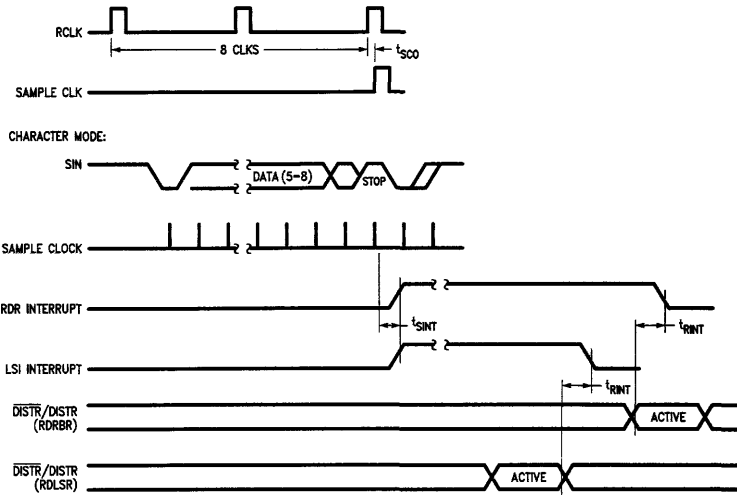 RCLK
8 CLKS
tSCO
SAMPLE CLK
CHARACTER MODE:
SIN
DATA (5-8)
STOP
SAMPLE CLOCK
RDR INTERRUPT
tSINT
tRINT
LSI INTERRUPT
tRINT
DISTR/DISTR
(RDRBR)
ACTIVE
DISTR/DISTR
(RDLSR)
ACTIVE